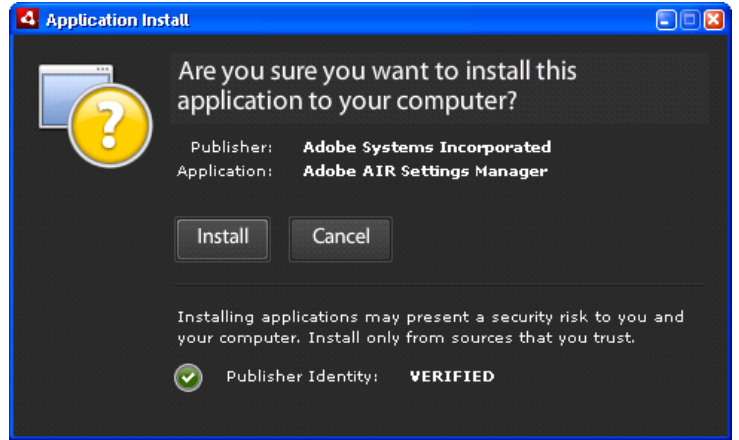 Application Install
Are you sure you want to install this
application to your computer?
Publisher: Adobe Systems Incorporated
Application: Adobe AIR Settings Manager
Install Cancel
Installing applications may present a security risk to you and
your computer. Install only from sources that you trust.
Publisher Identity: VERIFIED